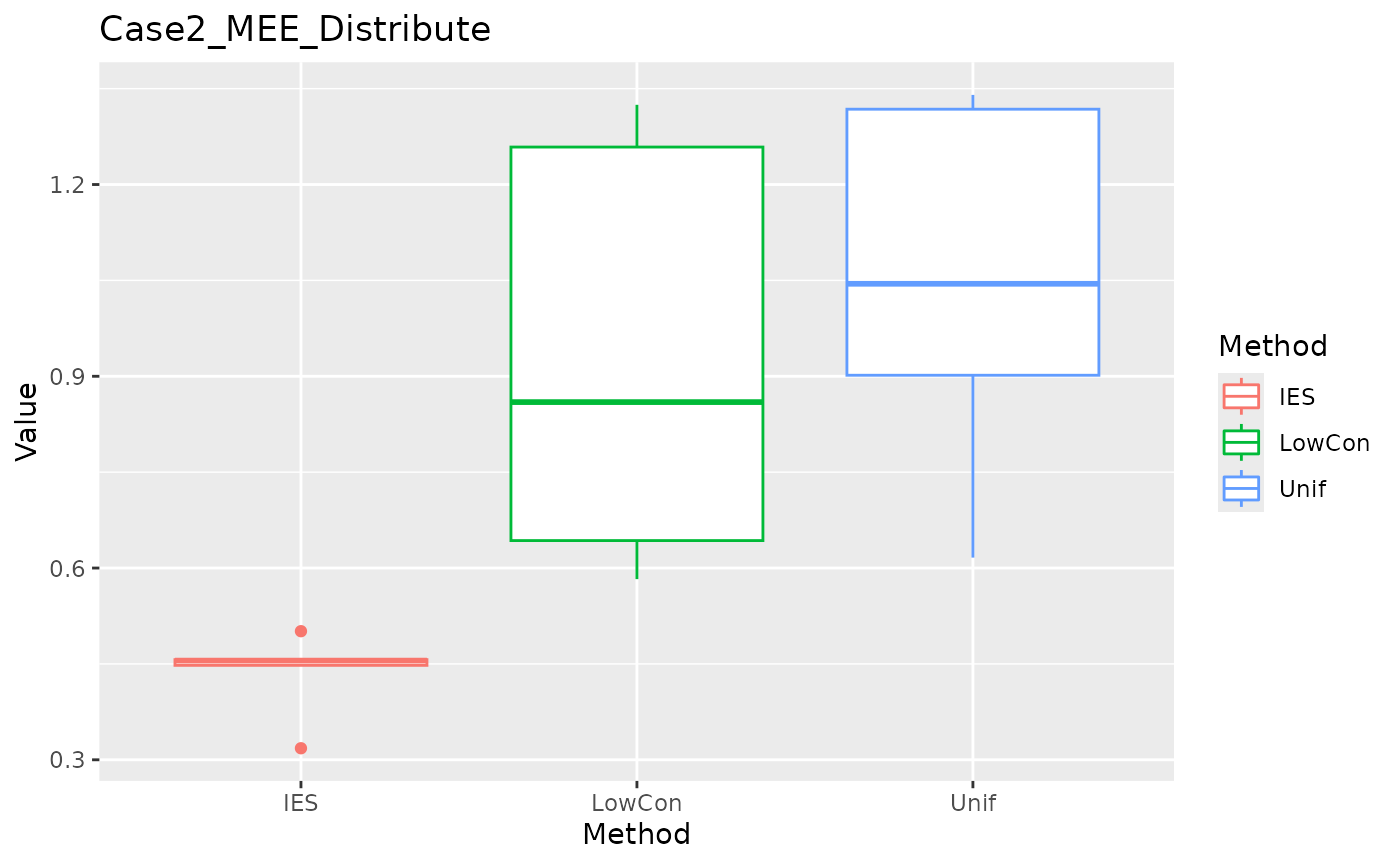 Case2_MEE_Distribute
Value
1.2
0.9
0.6
0.3
IES
LowCon
Unif
Method
Method
IES
LowCon
Unif